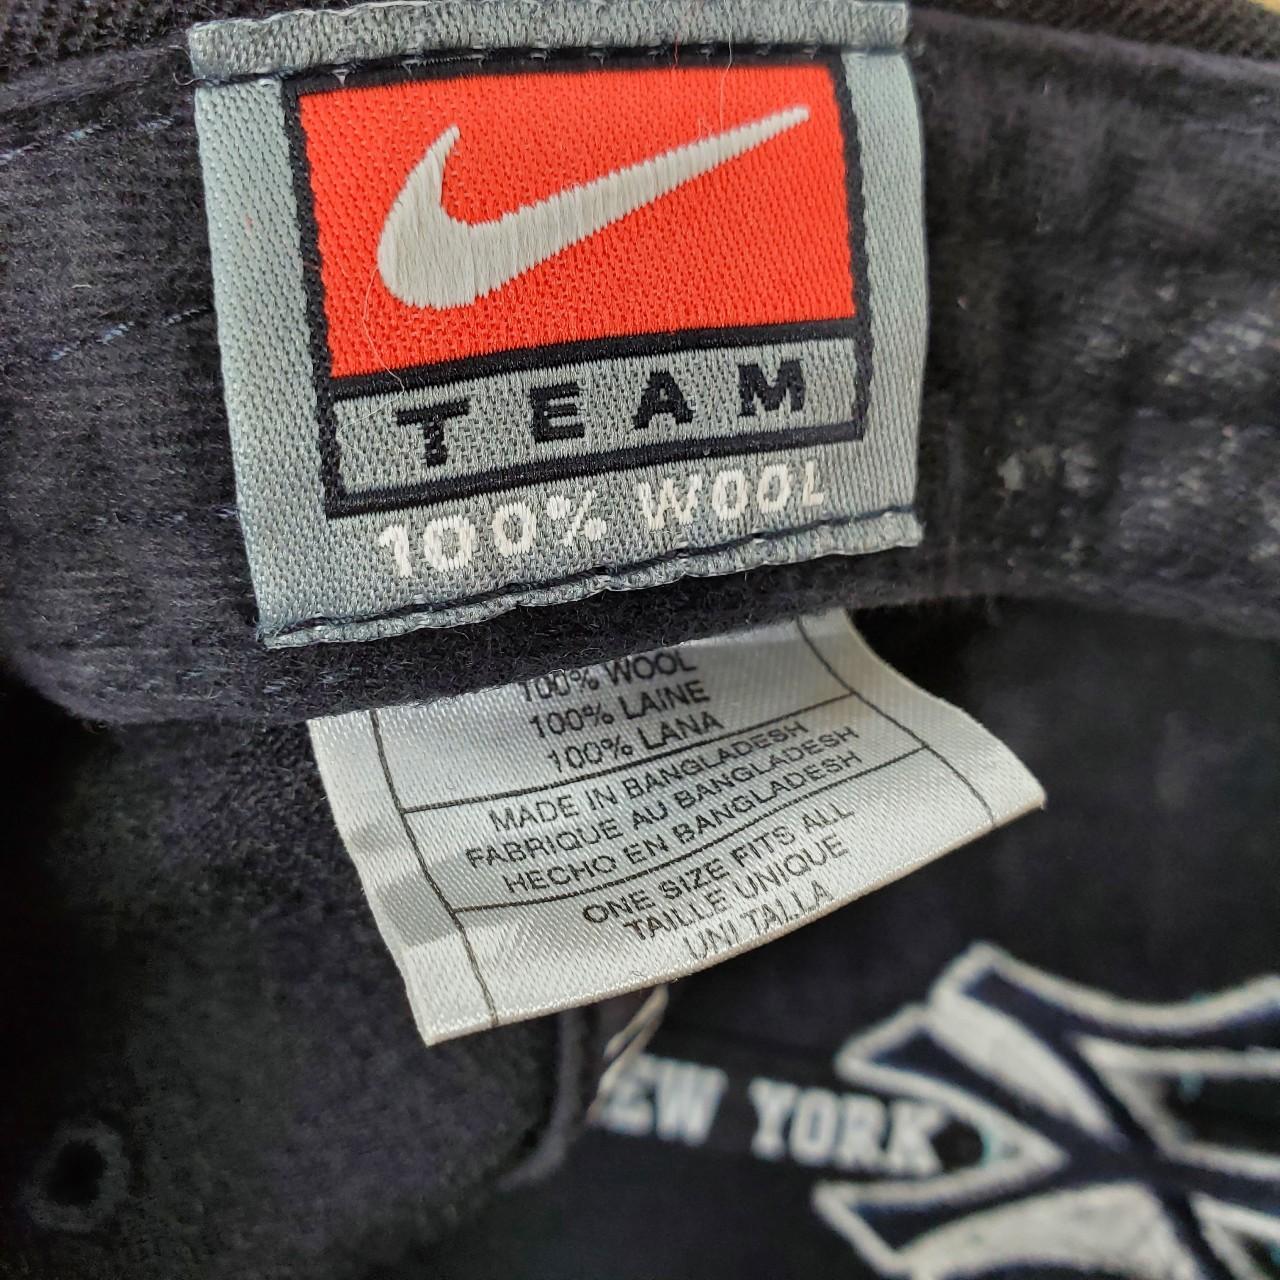 TEAM
100% WOOL
100% WOOL
100% LAINE
100% LANA
MADE IN BANGLADESH
FABRIQUE AU BANGLADESH
HECHO EN BANGLADESH
ONE SIZE FITS ALL
TAILLE UNIQUE
UNI TALLA
EW YORK